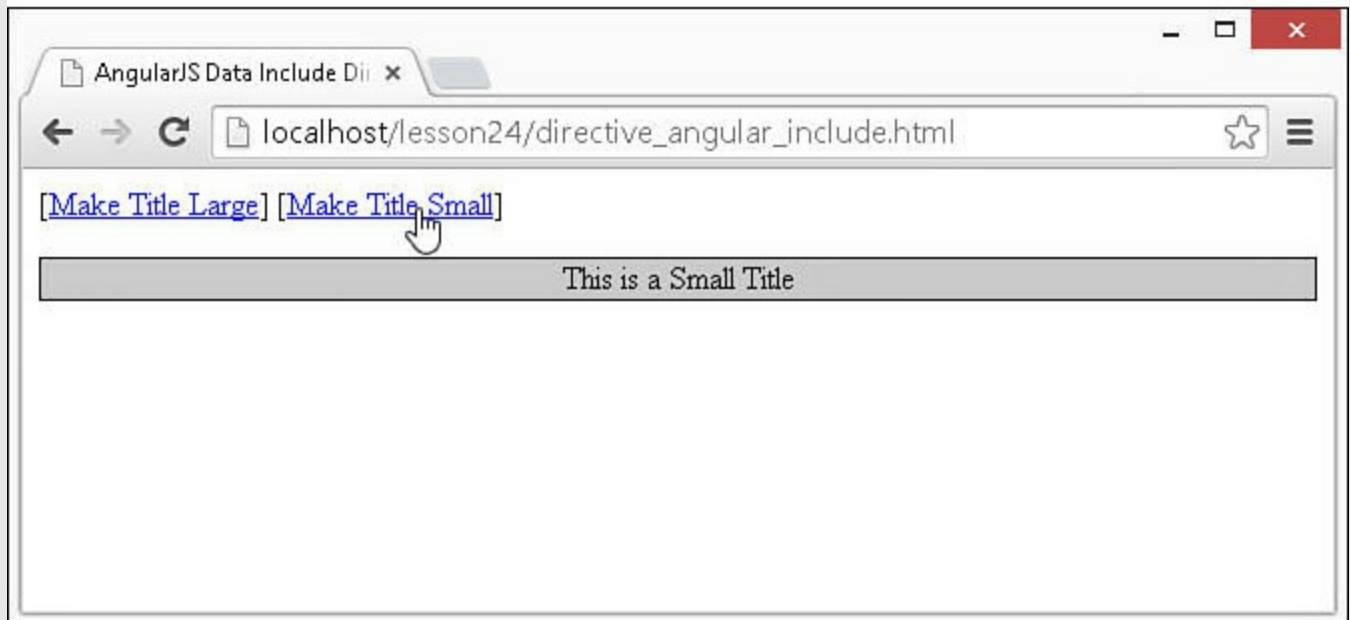 AngularJS Data Include Di
localhost/lesson24/directive_angular_include.html
[Make Title Large] [Make Title Small]
This is a Small Title